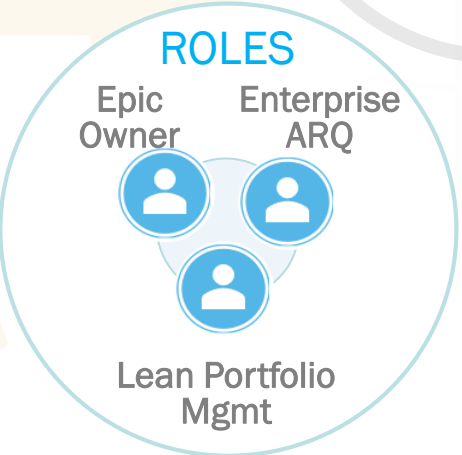 ROLES
Epic
Owner
Enterprise
ARQ
Lean Portfolio
Mgmt